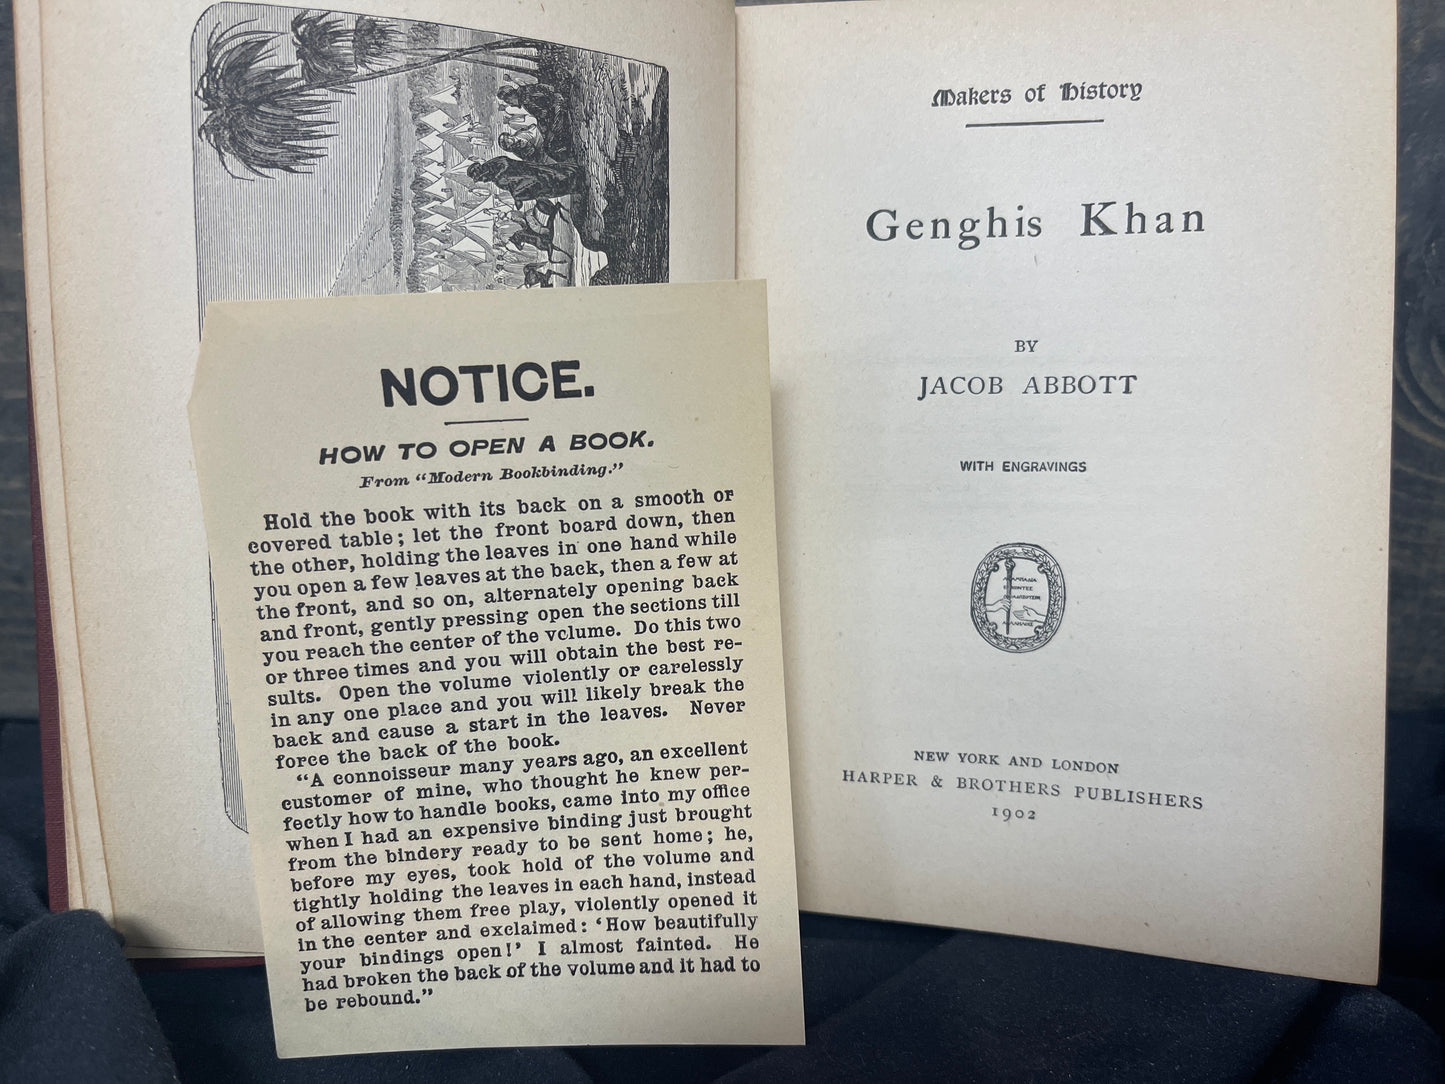 NOTICE.
HOW TO OPEN A BOOK.
From "Modern Bookbinding."
Hold the book with its back on a smooth or
covered table; let the front board down, then
the other, holding the leaves in one hand while
you open a few leaves at the back, then a few at
the front, and so on, alternately opening back
and front, gently pressing open the sections till
you reach the center of the vclume. Do this two
or three times and you will obtain the best re-
sults. Open the volume violently or carelessly
in any one place and you will likely break the
back and cause a start in the leaves. Never
force the back of the book.
"A connoisseur many years ago, an excellent
customer of mine, who thought he knew per-
fectly how to handle books, came into my office
when I had an expensive binding just brought
from the bindery ready to be sent home; he,
before my eyes, took hold of the volume and
tightly holding the leaves in each hand, instead
of allowing them free play, violently opened it
in the center and exclaimed: 'How beautifully
your bindings open!' I almost fainted. He
had broken the back of the volume and it had to
be rebound."
Makers of History
Genghis Khan
BY
JACOB ABBOTT
WITH ENGRAVINGS
NEW YORK AND LONDON
HARPER & BROTHERS PUBLISHERS
1902